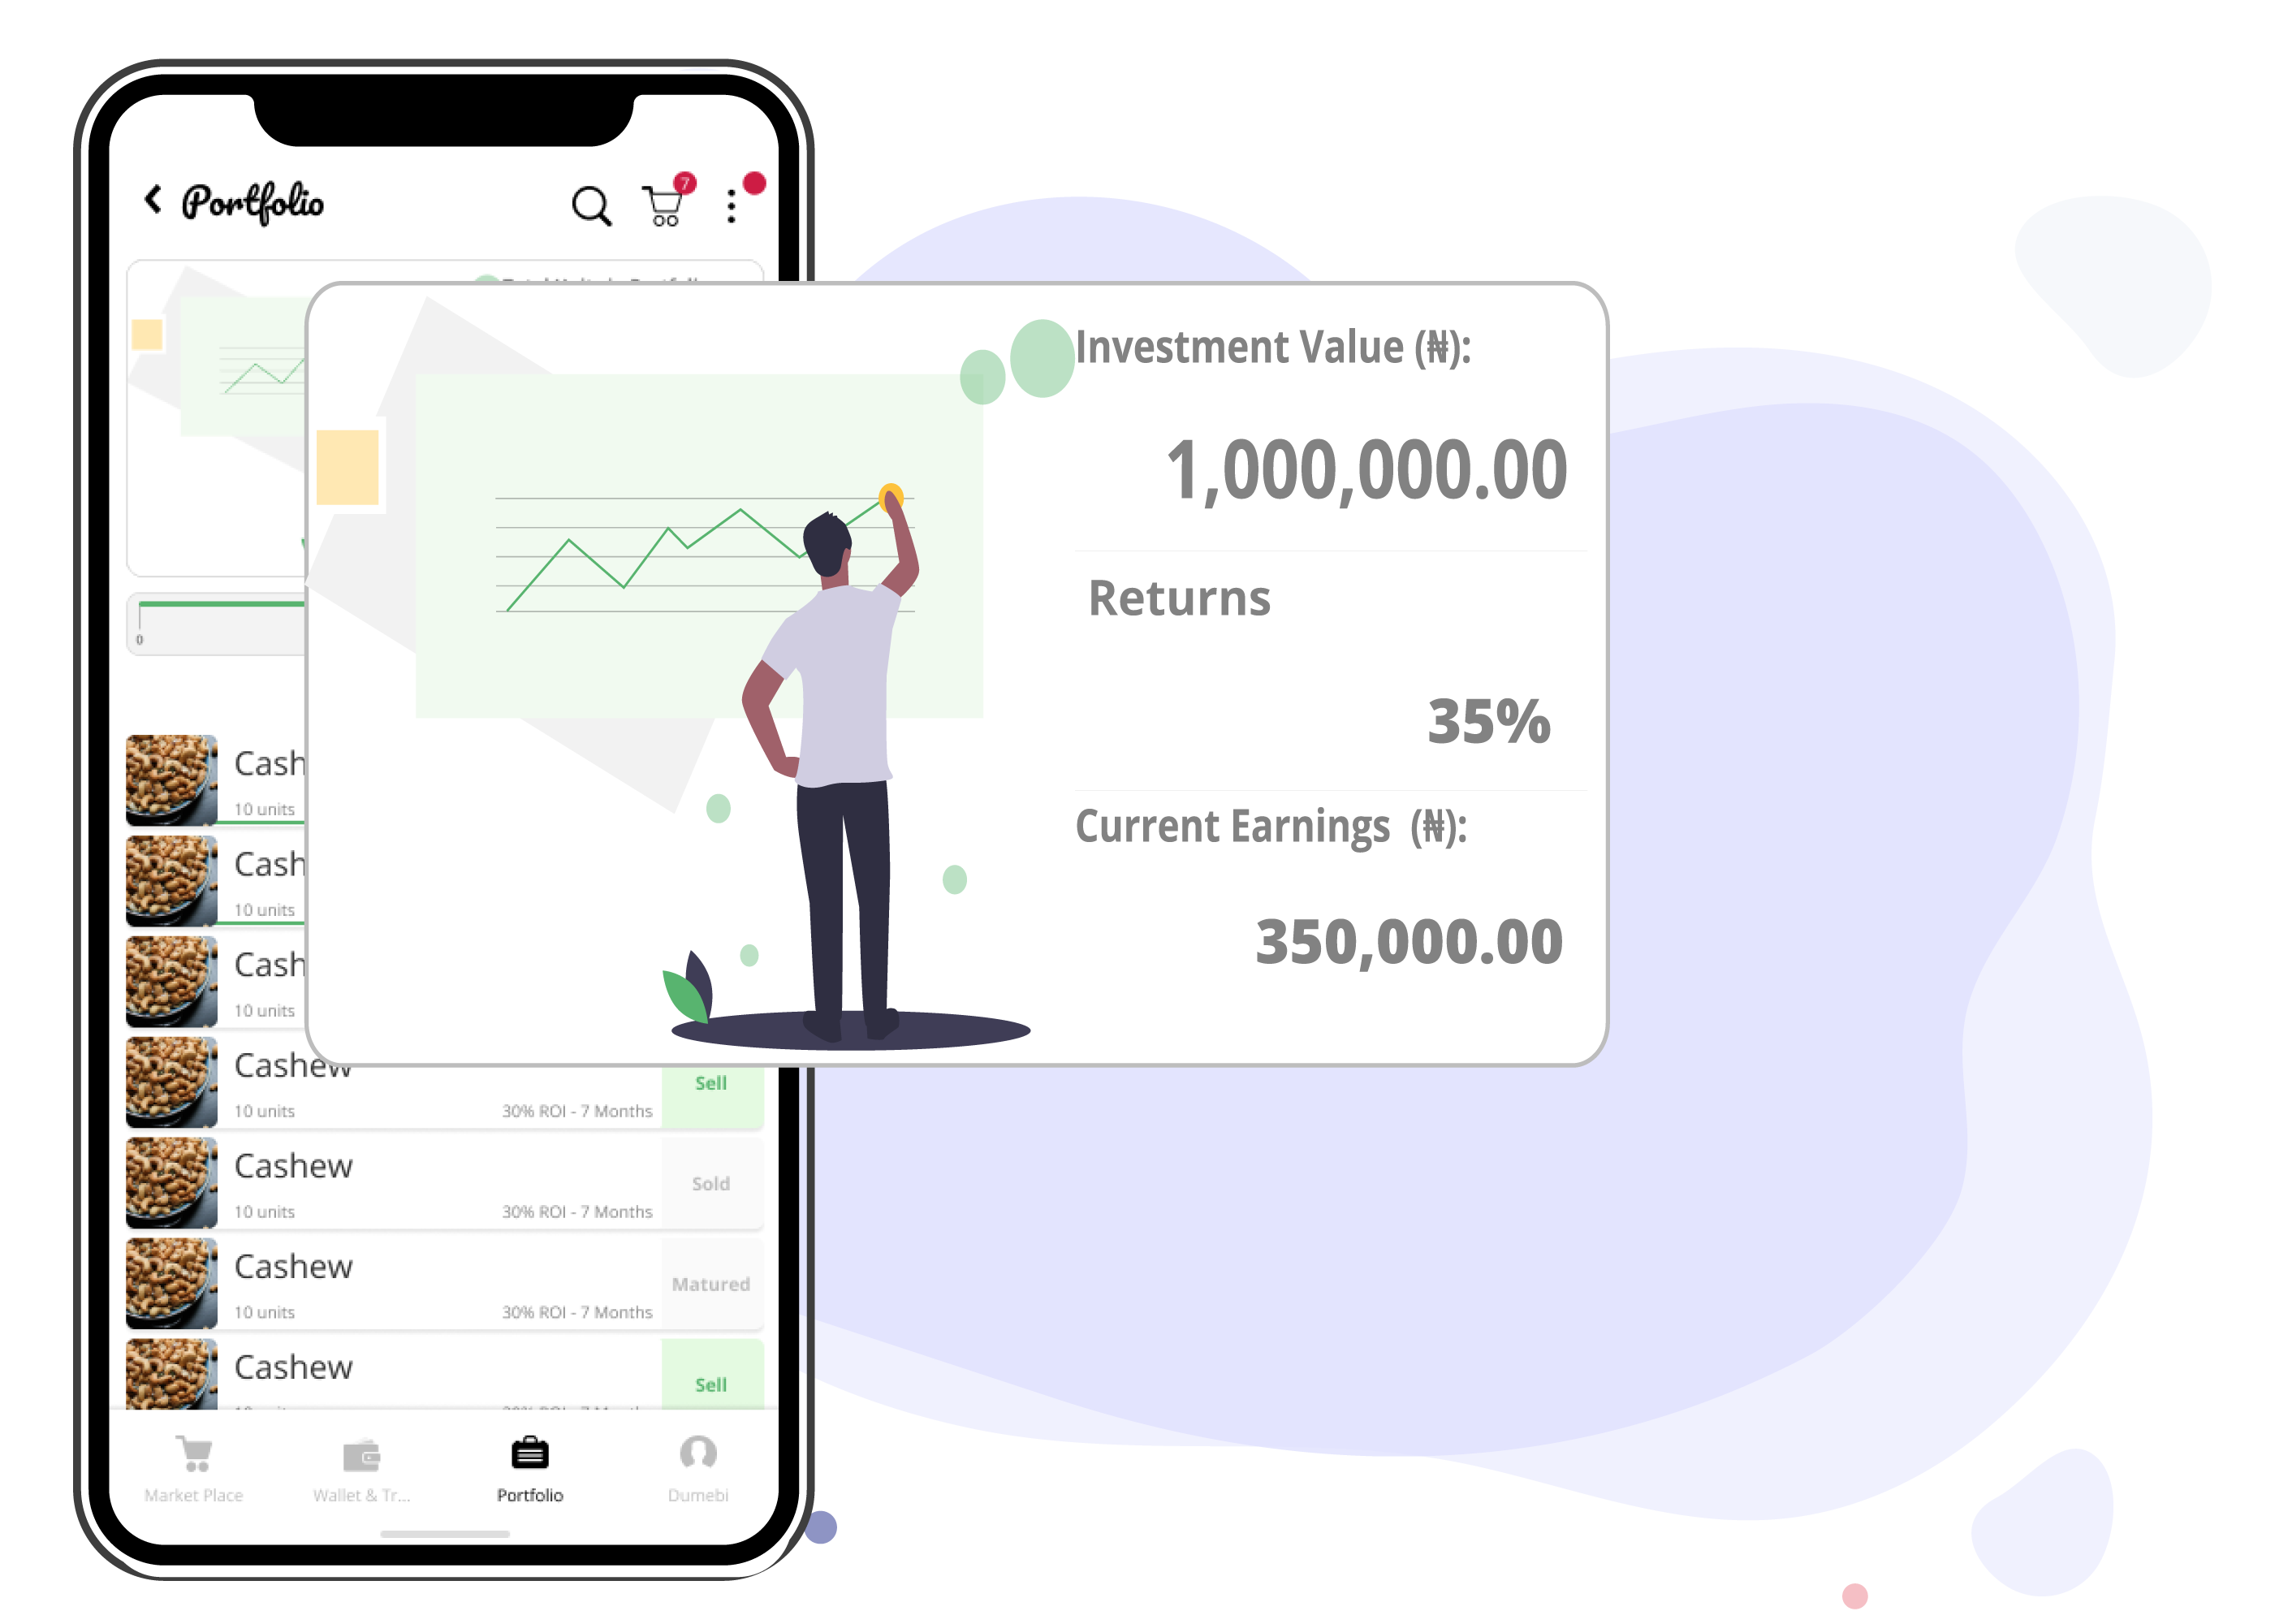 Portfolio
7
Investment Value (₦):
1,000,000.00
Returns
35%
Current Earnings (₦):
350,000.00
0
Cash
10 units
Cash
10 units
Cash
10 units
Cashew
10 units
30% ROI - 7 Months
Sell
Cashew
10 units
30% ROI - 7 Months
Sold
Cashew
10 units
30% ROI - 7 Months
Matured
Cashew
Sell
Market Place
Wallet & Tr...
Portfolio
Dumebi